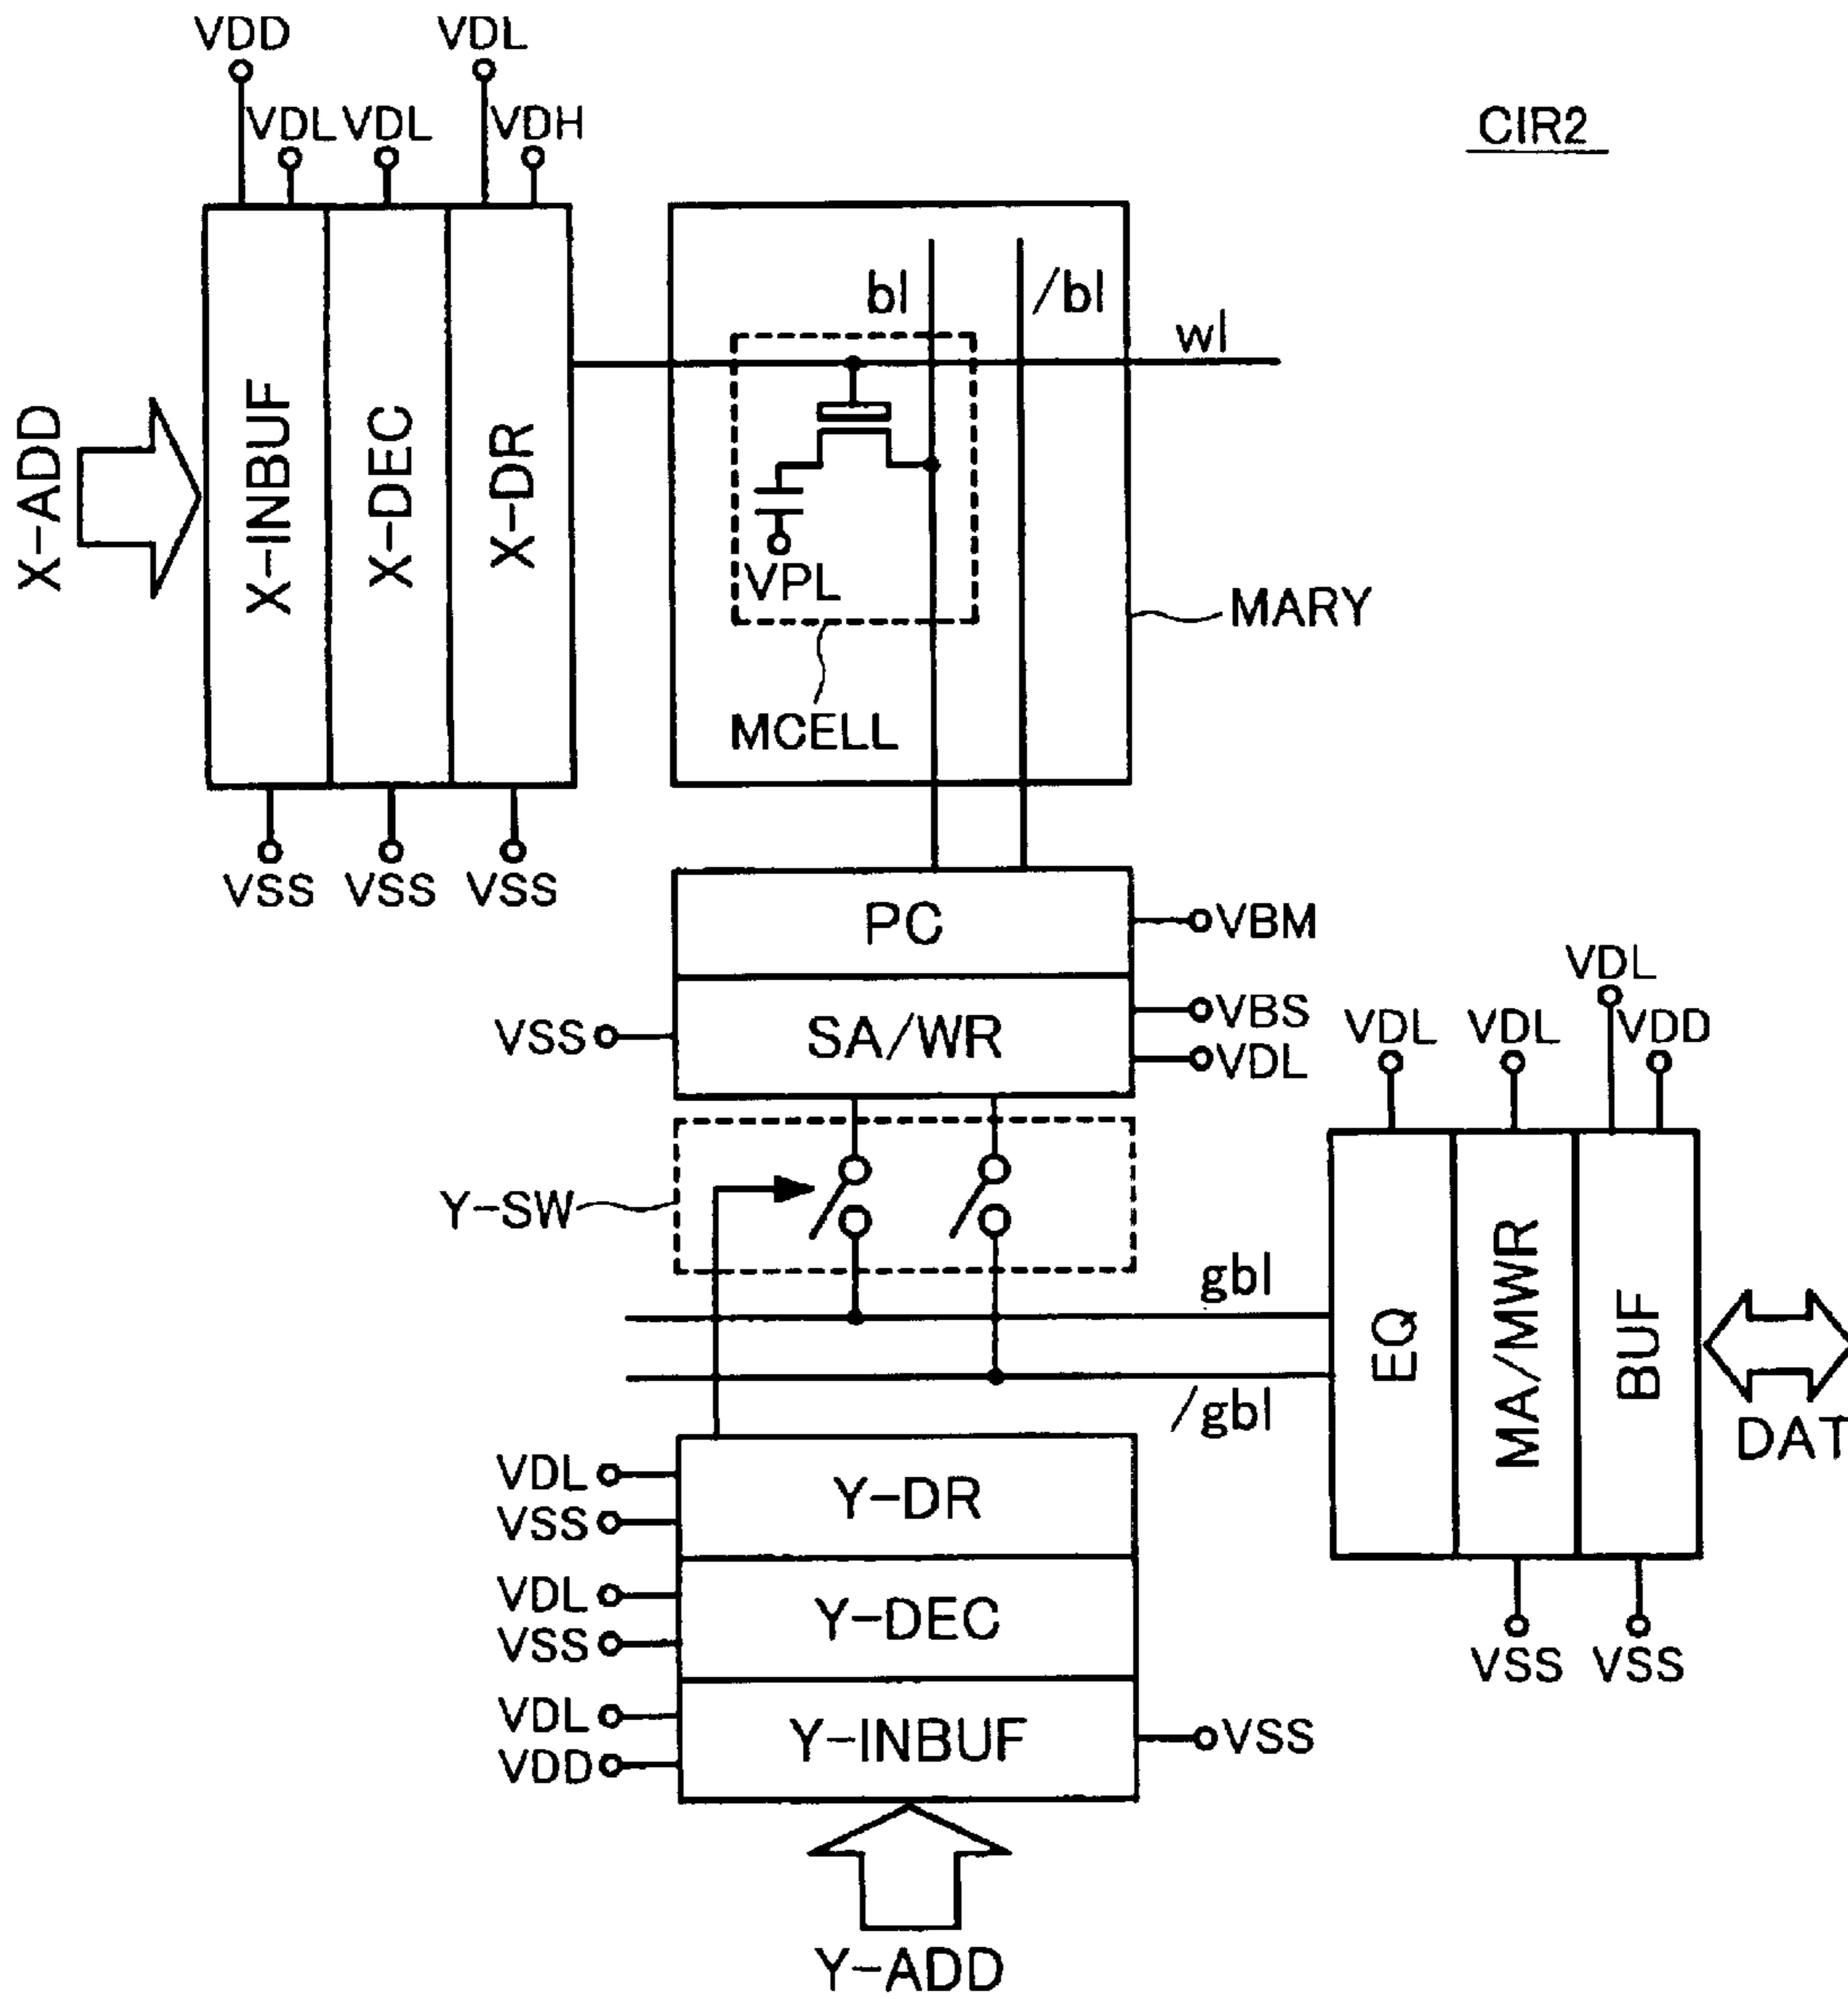 VDD
VDL
VDL
VDL
VDH
CIR2
bl
/bl
wl
X-ADD
X-INBUF
X-DEC
X-DR
VPL
MARY
MCELL
VSS
VSS
VSS
PC
VBM
VSS
SA/WR
VBS
VDL
VDL
VDL
VDL
VDD
Y-SW
gbl
/gbl
EQ
MA/MWR
BUF
DAT
VDL
VSS
Y-DR
VDL
VSS
Y-DEC
VSS
VSS
VDL
VDD
Y-INBUF
VSS
Y-ADD